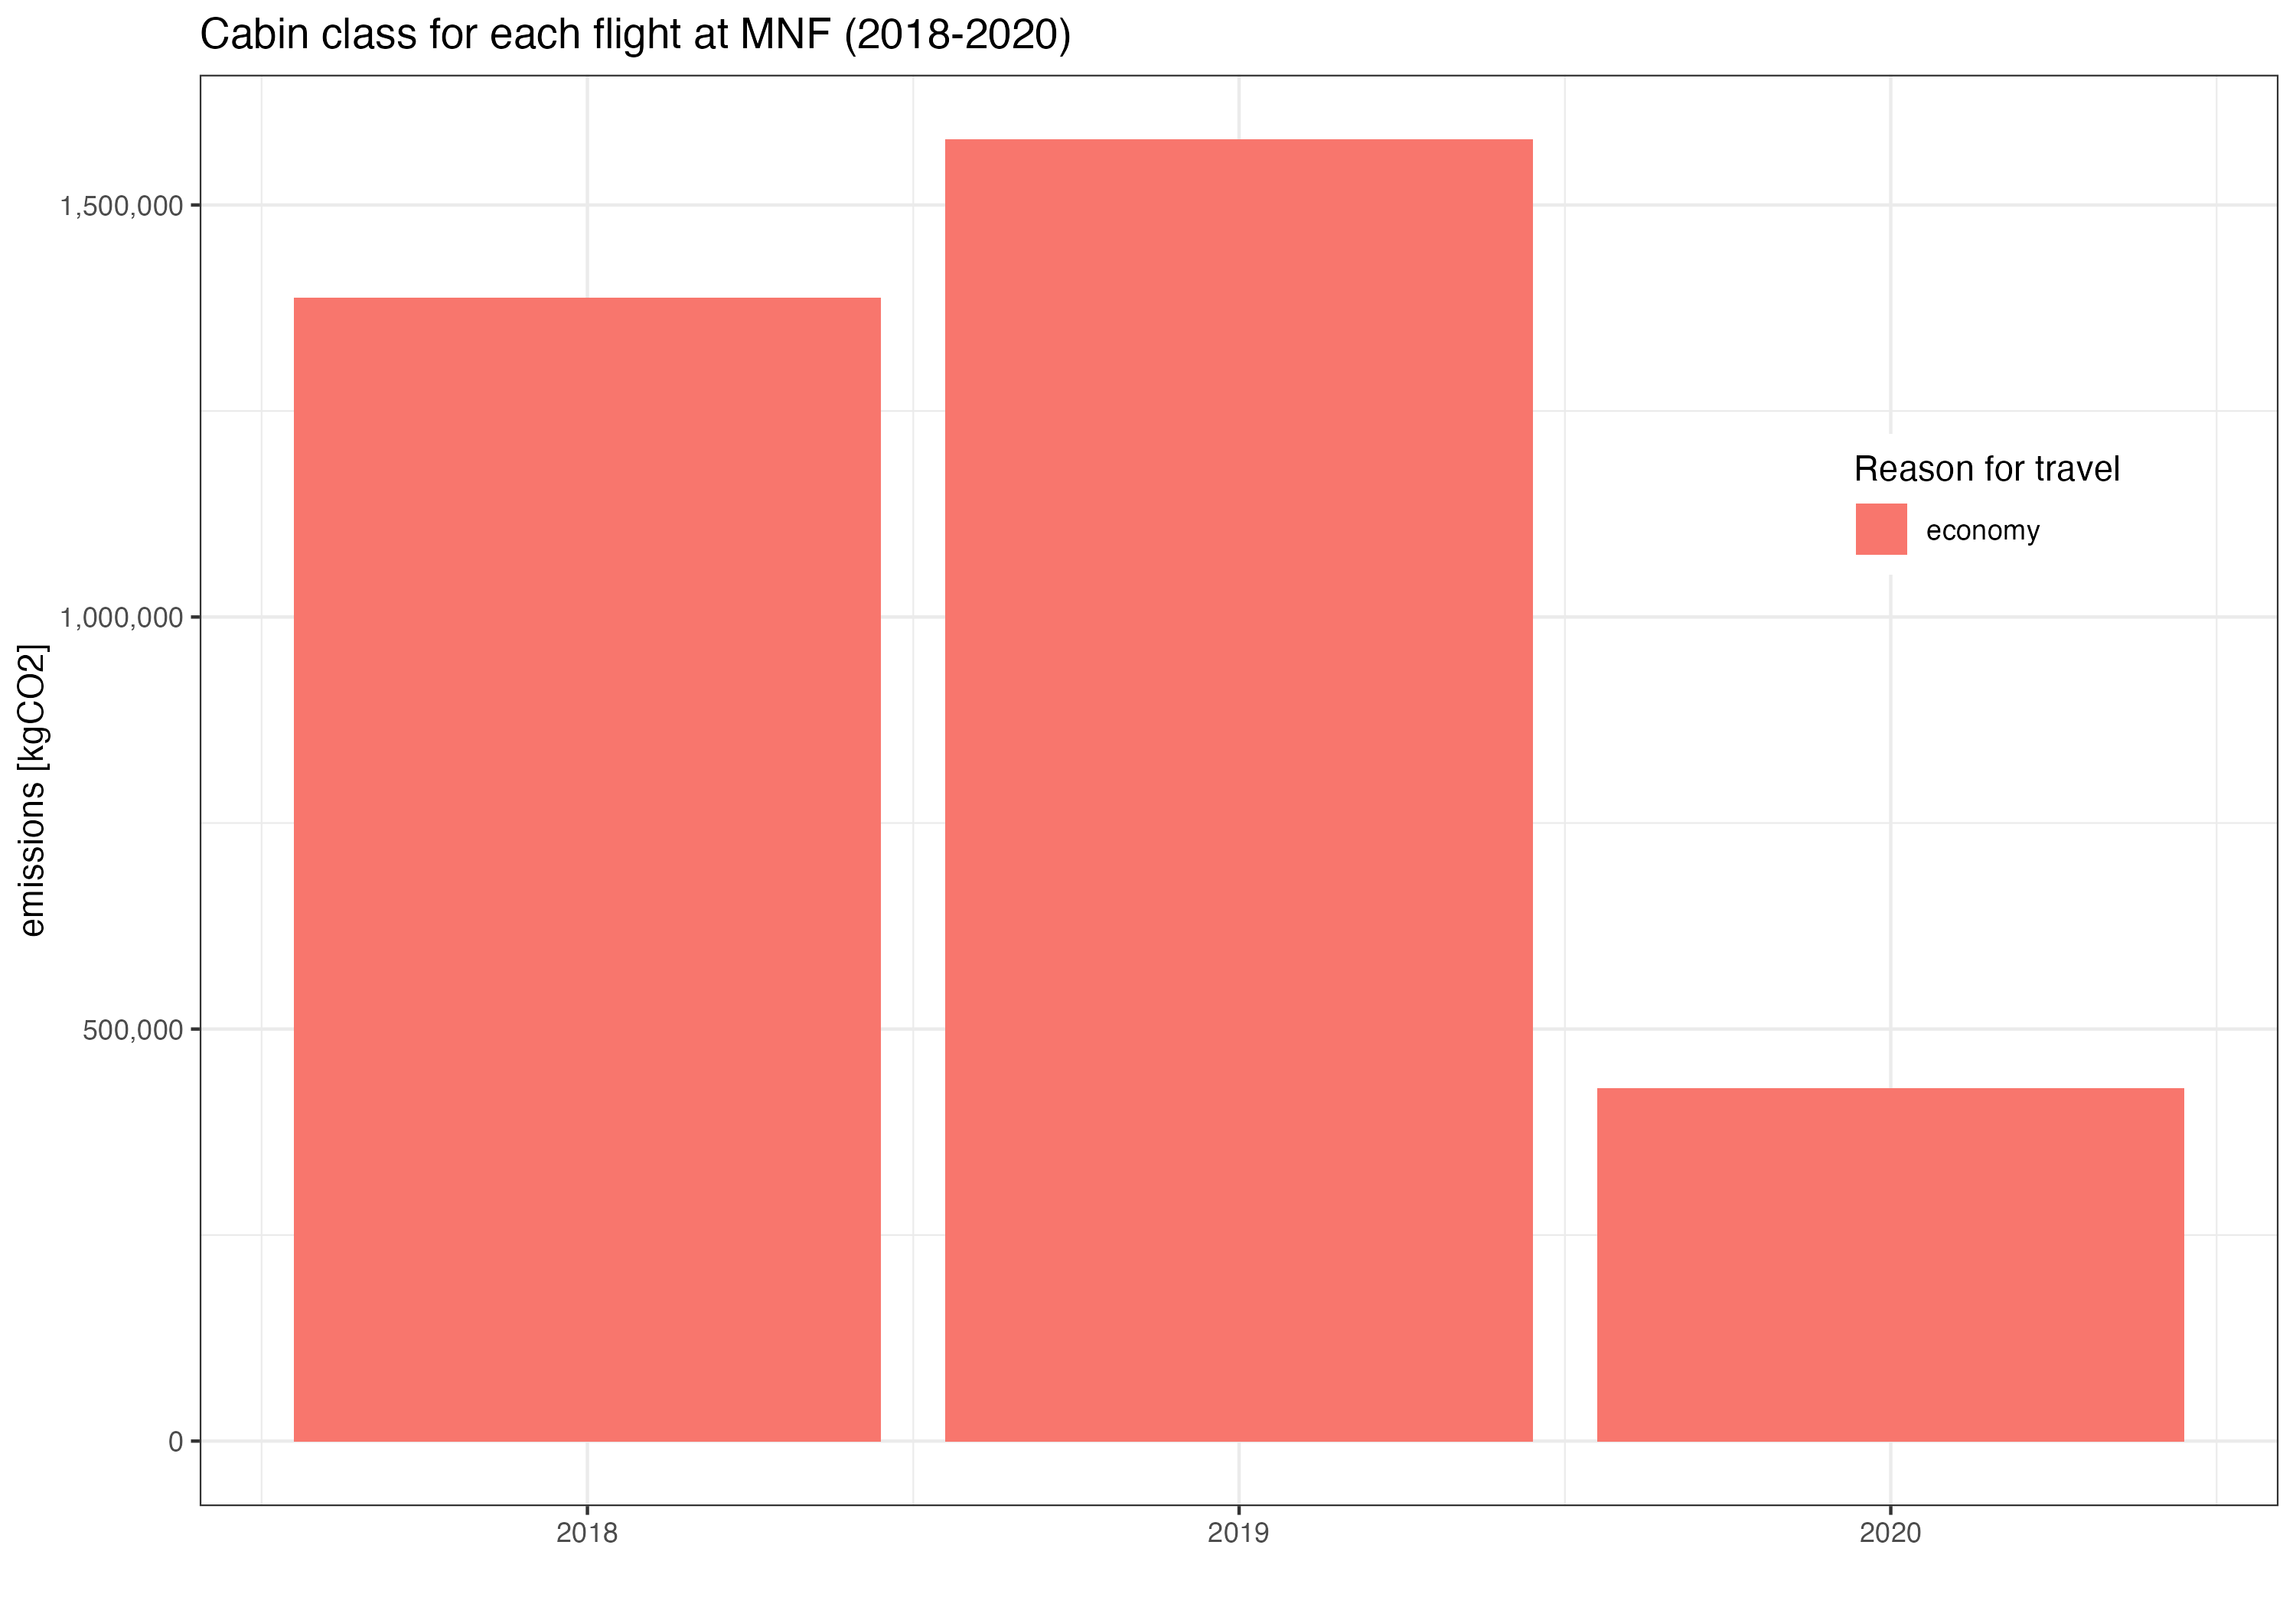 Cabin class for each flight at MNF (2018-2020)
1,500,000
1,000,000
500,000
0
emissions [kgCO2]
Reason for travel
economy
2018
2019
2020